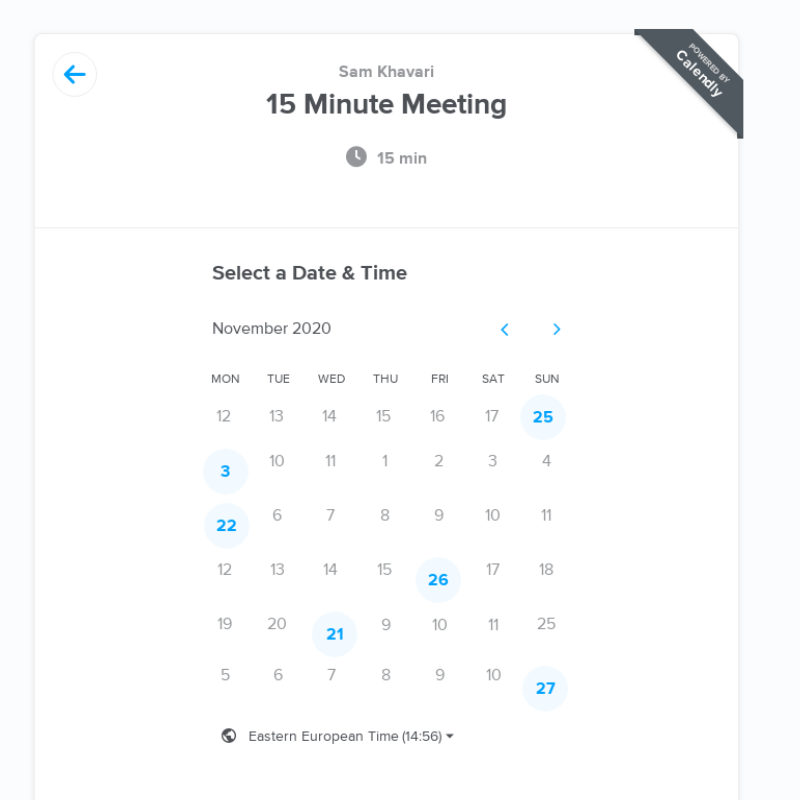 POWERED BY
Calendly
Sam Khavari
15 Minute Meeting
15 min
Select a Date & Time
November 2020
MON TUE WED THU FRI SAT SUN
12 13 14 15 16 17 25
3 10 11 1 2 3 4
22 6 7 8 9 10 11
12 13 14 15 26 17 18
19 20 21 9 10 11 25
5 6 7 8 9 10 27
Eastern European Time (14:56)